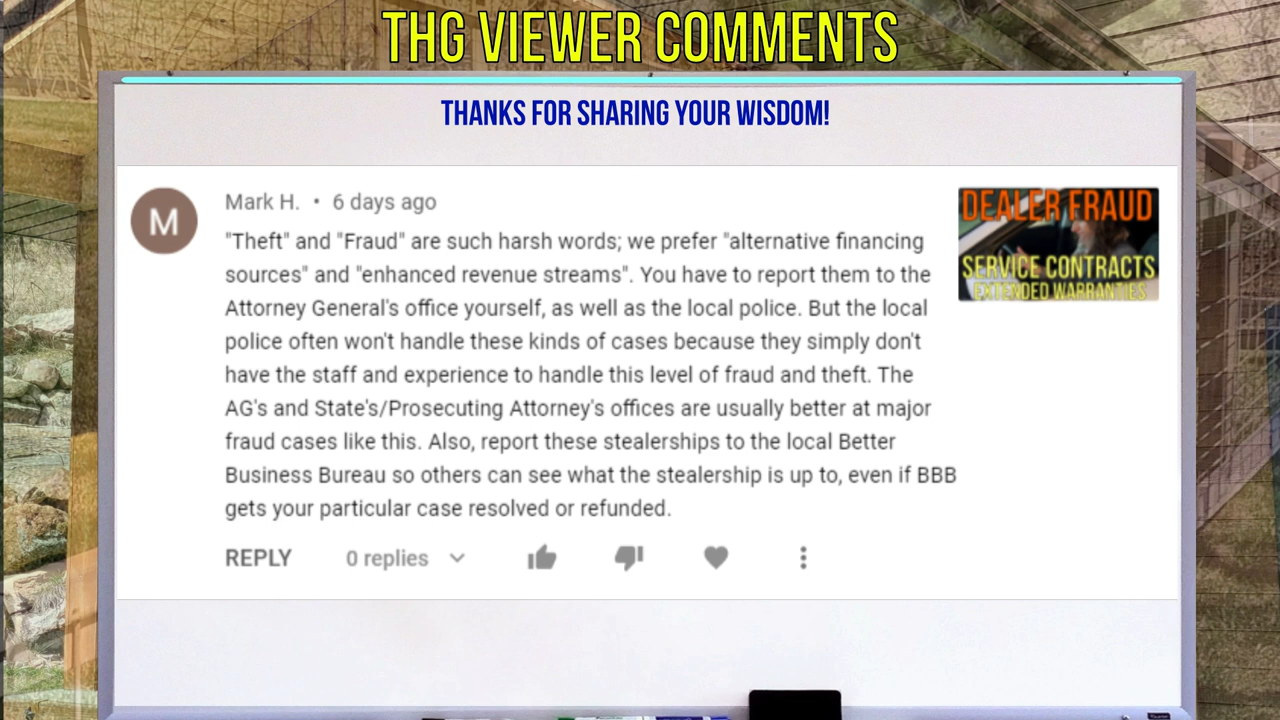 THG VIEWER COMMENTS
THANKS FOR SHARING YOUR WISDOM!
M
Mark H. • 6 days ago
"Theft" and "Fraud" are such harsh words; we prefer "alternative financing
sources" and "enhanced revenue streams". You have to report them to the
Attorney General's office yourself, as well as the local police. But the local
police often won't handle these kinds of cases because they simply don't
have the staff and experience to handle this level of fraud and theft. The
AG's and State's/Prosecuting Attorney's offices are usually better at major
fraud cases like this. Also, report these stealerships to the local Better
Business Bureau so others can see what the stealership is up to, even if BBB
gets your particular case resolved or refunded.
REPLY 0 replies
DEALER FRAUD
SERVICE CONTRACTS
EXTENDED WARRANTIES